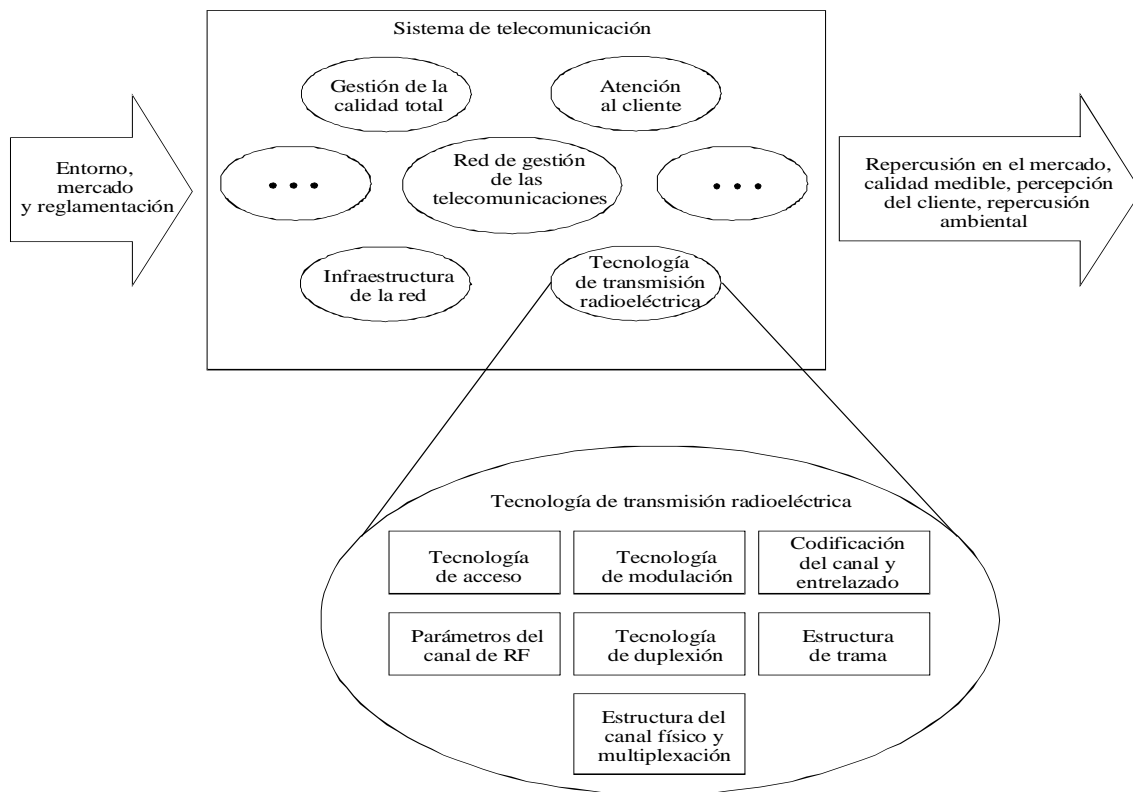 Sistema de telecomunicación
Gestión de la
calidad total
Atención
al cliente
Entorno,
mercado
y reglamentación
• • •
Red de gestión
de las
telecomunicaciones
• • •
Repercusión en el mercado,
calidad medible, percepción
del cliente, repercusión
ambiental
Infraestructura
de la red
Tecnología
de transmisión
radioeléctrica
Tecnología de transmisión radioeléctrica
Tecnología
de acceso
Tecnología
de modulación
Codificación
del canal y
entrelazado
Parámetros del
canal de RF
Tecnología
de duplexión
Estructura
de trama
Estructura del
canal físico y
multiplexación